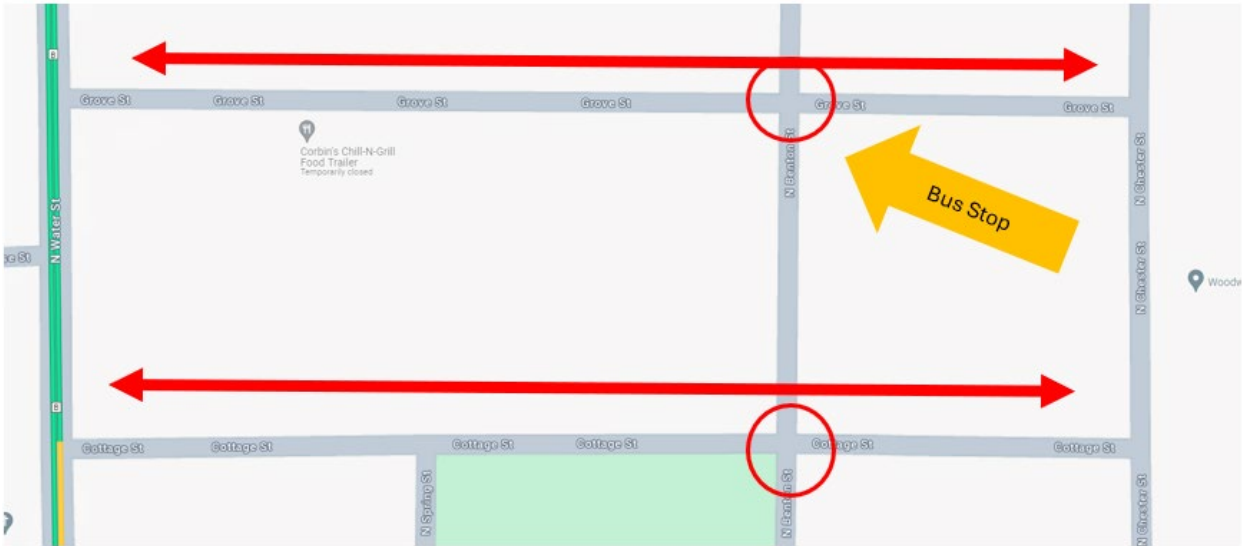 B
Grove St
Grove St
Grove St
Grove St
Grove St
Grove St
Corbin's Chill-N-Grill
Food Trailer
Temporarily closed
N Benton St
N Chester St
Bus Stop
N Water St
N Chester St
Woodw
B
Cottage St
Cottage St
Cottage St
Cottage St
Cottage St
Cottage St
N Spring St
N Benton St
N Chester St